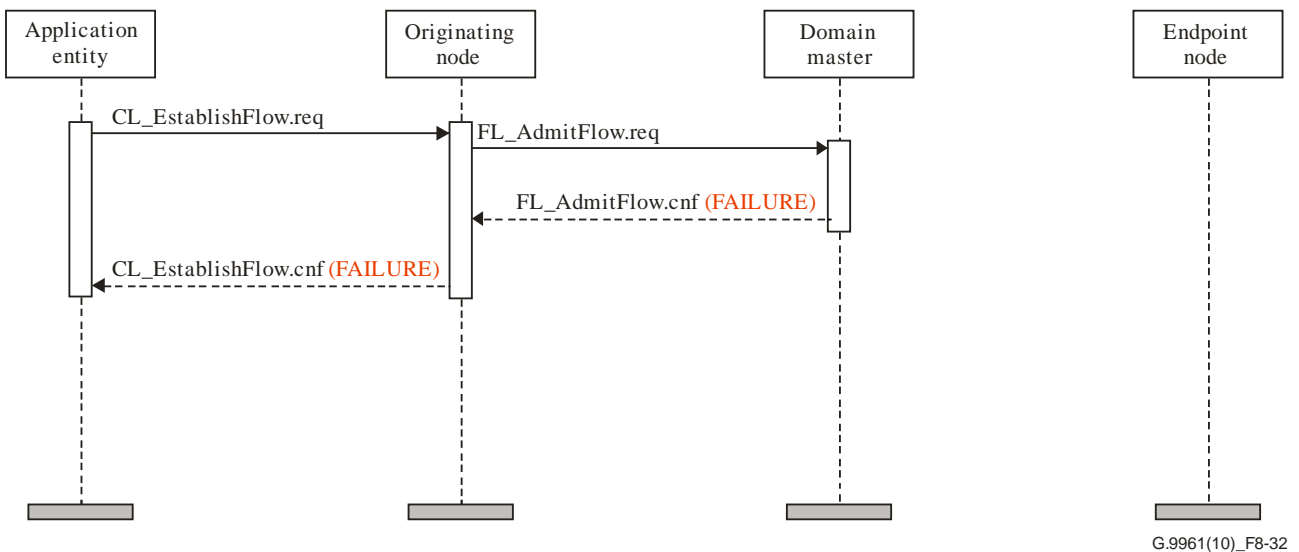 Application
entity
Originating
node
Domain
master
Endpoint
node
CL_EstablishFlow.req
FL_AdmitFlow.req
FL_AdmitFlow.cnf (FAILURE)
CL_EstablishFlow.cnf (FAILURE)
G.9961(10)_F8-32